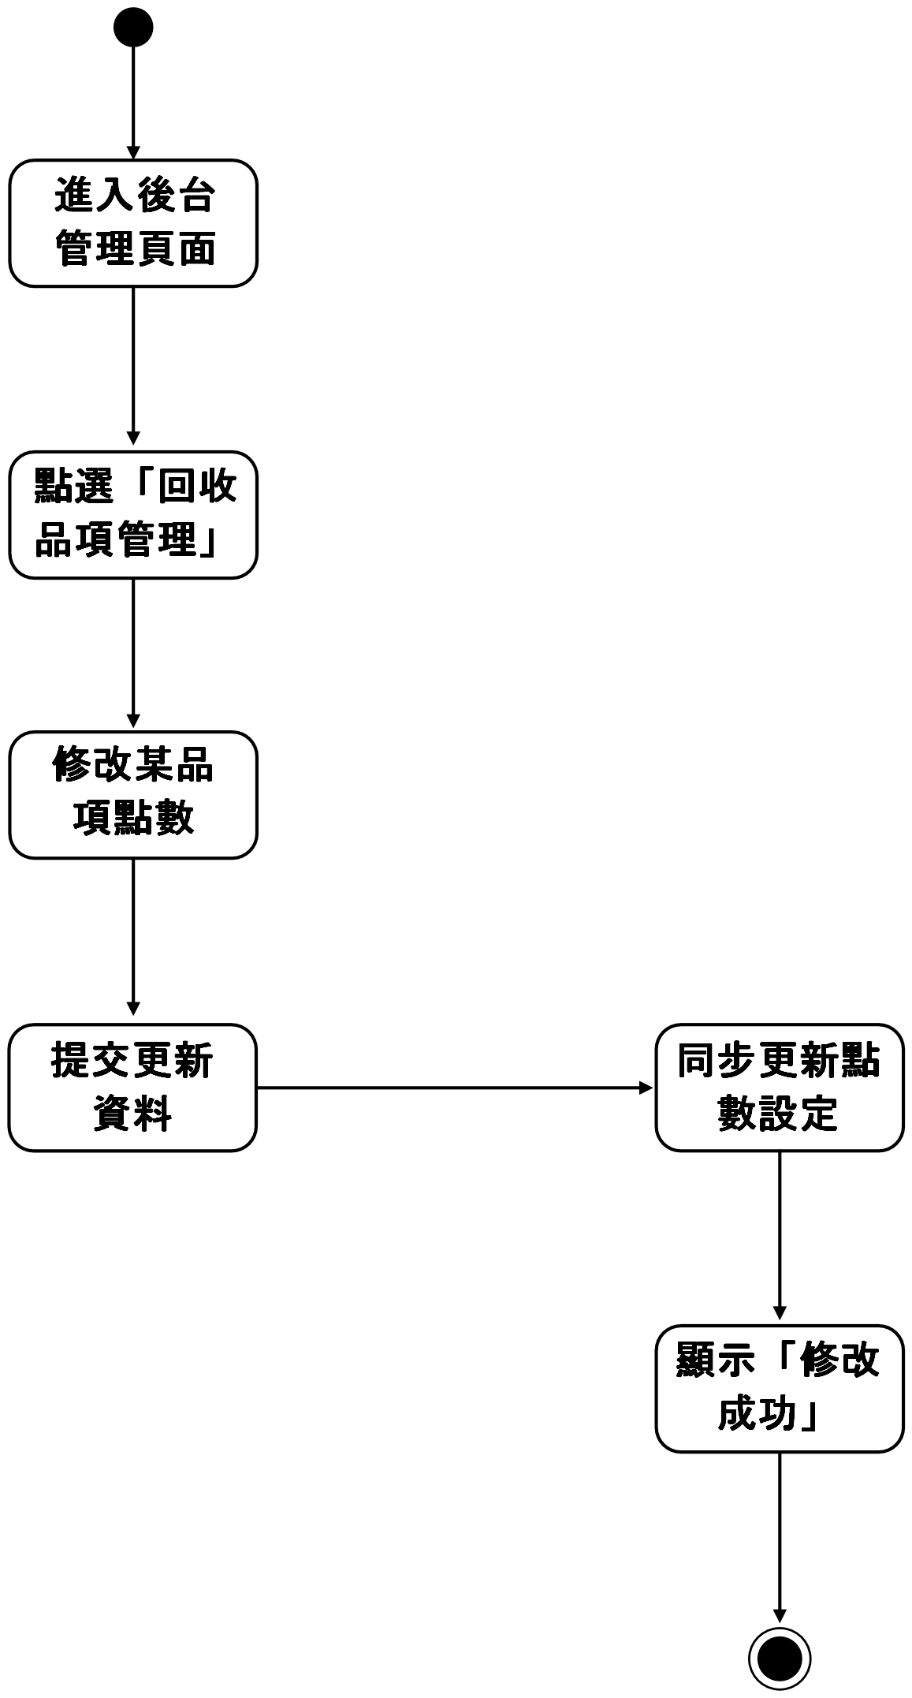 進入後台
管理頁面
點選「回收
品項管理」
修改某品
項點數
提交更新
資料
同步更新點
數設定
顯示「修改
成功」